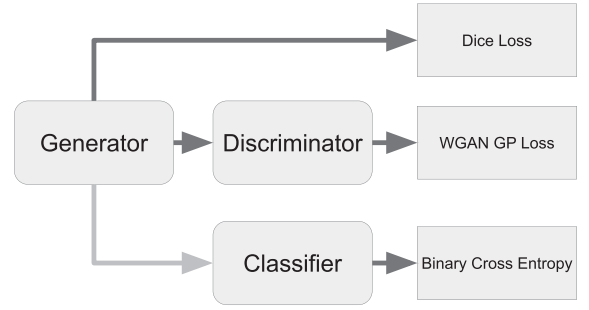 Dice Loss
Generator
Discriminator
WGAN GP Loss
Classifier
Binary Cross Entropy